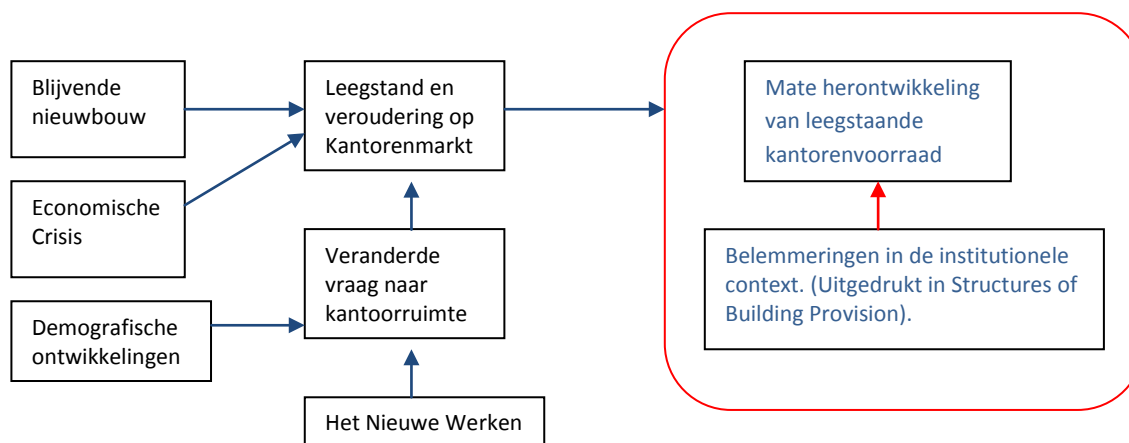 Blijvende
nieuwbouw
Economische
Crisis
Demografische
ontwikkelingen
Leegstand en
veroudering op
Kantorenmarkt
Veranderde
vraag naar
kantoorruimte
Het Nieuwe Werken
Mate herontwikkeling
van leegstaande
kantorenvoorraad
Belemmeringen in de institutionele
context. (Uitgedrukt in Structures of
Building Provision).